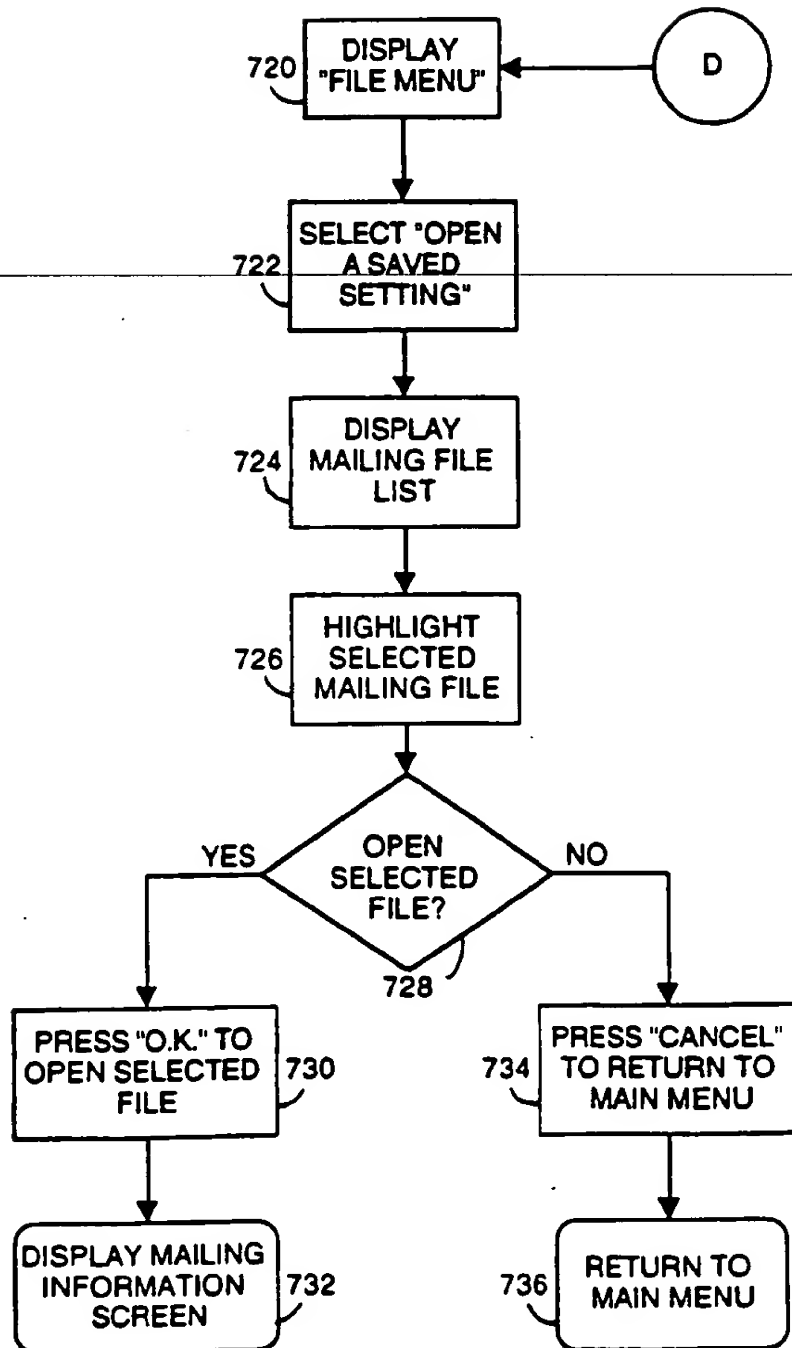 DISPLAY
"FILE MENU"
720
D
SELECT "OPEN
A SAVED
SETTING"
722
DISPLAY
MAILING FILE
LIST
724
HIGHLIGHT
SELECTED
MAILING FILE
726
YES
OPEN
SELECTED
FILE?
NO
728
PRESS "O.K." TO
OPEN SELECTED
FILE
730
734
PRESS "CANCEL"
TO RETURN TO
MAIN MENU
DISPLAY MAILING
INFORMATION
SCREEN
732
736
RETURN TO
MAIN MENU